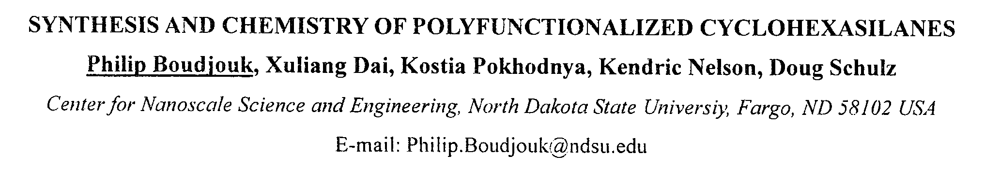 SYNTHESIS AND CHEMISTRY OF POLYFUNCTIONALIZED CYCLOHEXASILANES
Philip Boudjouk, Xuliang Dai, Kostia Pokhodnya, Kendric Nelson, Doug Schulz
Center for Nanoscale Science and Engineering, North Dakota State Universiy, Fargo, ND 58102 USA
E-mail: Philip.Boudjouk@ndsu.edu